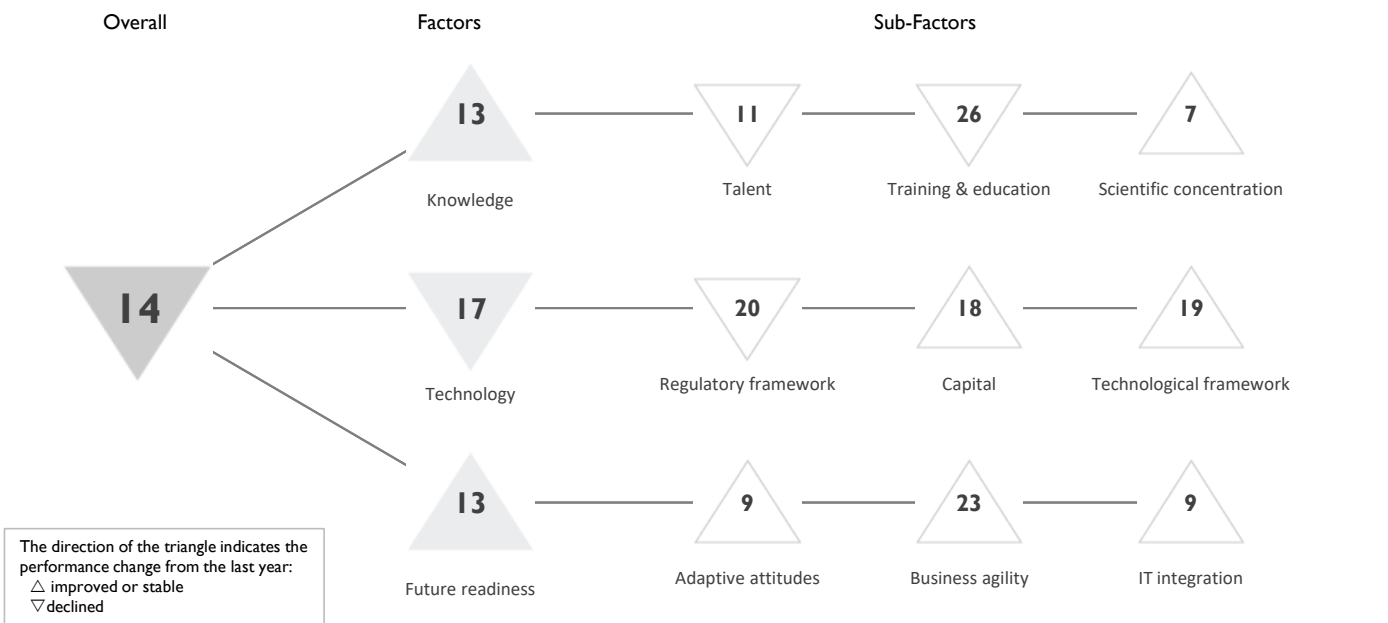 Overall
Factors
Sub-Factors
13
11
26
7
Knowledge
Talent
Training & education
Scientific concentration
14
17
20
18
19
Technology
Regulatory framework
Capital
Technological framework
13
9
23
9
Future readiness
Adaptive attitudes
Business agility
IT integration
The direction of the triangle indicates the
performance change from the last year:
△ improved or stable
▽ declined